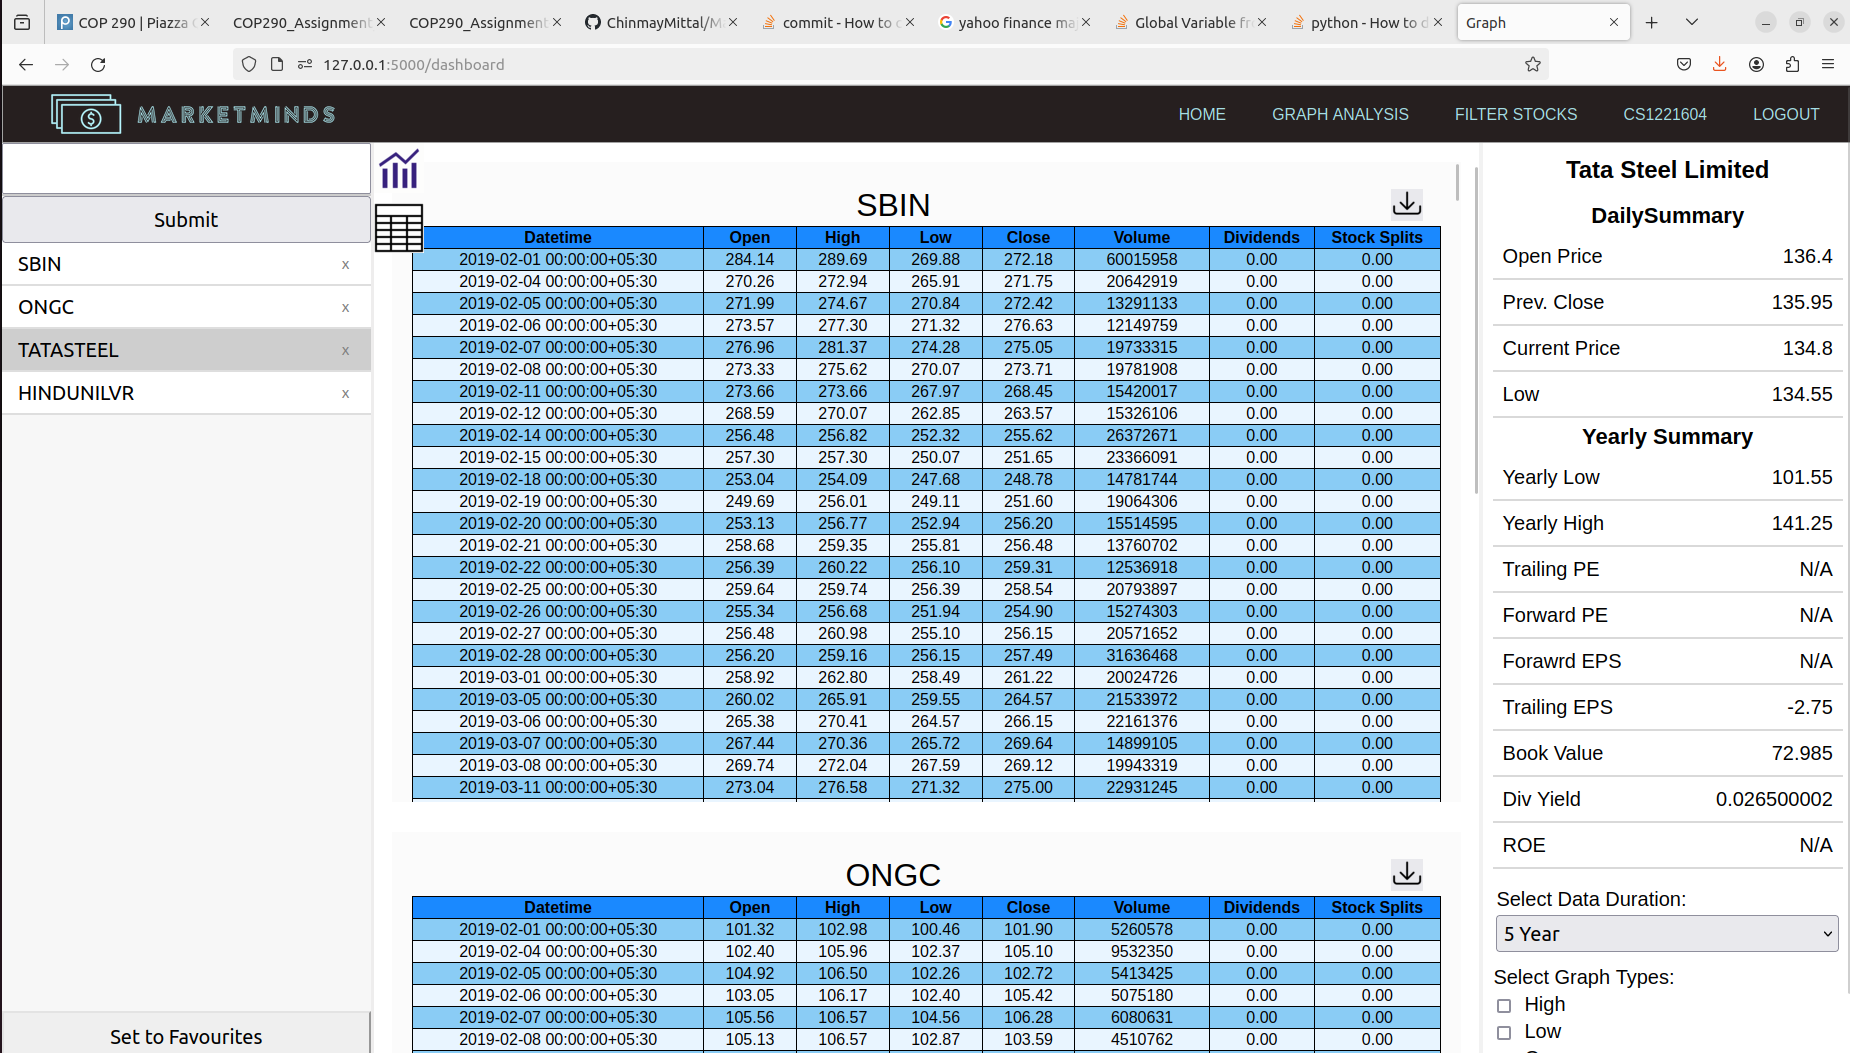 COP 290 | Piazza
COP290_Assignment
COP290_Assignment
ChinmayMittal/M
commit - How to
yahoo finance ma
Global Variable fr
python - How to d
Graph
127.0.0.1:5000/dashboard
MARKETMINDS
HOME
GRAPH ANALYSIS
FILTER STOCKS
CS1221604
LOGOUT
Submit
SBIN x
ONGC x
TATASTEEL x
HINDUNILVR x
Set to Favourites
SBIN
Datetime Open High Low Close Volume Dividends Stock Splits
2019-02-01 00:00:00+05:30 284.14 289.69 269.88 272.18 60015958 0.00 0.00
2019-02-04 00:00:00+05:30 270.26 272.94 265.91 271.75 20642919 0.00 0.00
2019-02-05 00:00:00+05:30 271.99 274.67 270.84 272.42 13291133 0.00 0.00
2019-02-06 00:00:00+05:30 273.57 277.30 271.32 276.63 12149759 0.00 0.00
2019-02-07 00:00:00+05:30 276.96 281.37 274.28 275.05 19733315 0.00 0.00
2019-02-08 00:00:00+05:30 273.33 275.62 270.07 273.71 19781908 0.00 0.00
2019-02-11 00:00:00+05:30 273.66 273.66 267.97 268.45 15420017 0.00 0.00
2019-02-12 00:00:00+05:30 268.59 270.07 262.85 263.57 15326106 0.00 0.00
2019-02-14 00:00:00+05:30 256.48 256.82 252.32 255.62 26372671 0.00 0.00
2019-02-15 00:00:00+05:30 257.30 257.30 250.07 251.65 23366091 0.00 0.00
2019-02-18 00:00:00+05:30 253.04 254.09 247.68 248.78 14781744 0.00 0.00
2019-02-19 00:00:00+05:30 249.69 256.01 249.11 251.60 19064306 0.00 0.00
2019-02-20 00:00:00+05:30 253.13 256.77 252.94 256.20 15514595 0.00 0.00
2019-02-21 00:00:00+05:30 258.68 259.35 255.81 256.48 13760702 0.00 0.00
2019-02-22 00:00:00+05:30 256.39 260.22 256.10 259.31 12536918 0.00 0.00
2019-02-25 00:00:00+05:30 259.64 259.74 256.39 258.54 20793897 0.00 0.00
2019-02-26 00:00:00+05:30 255.34 256.68 251.94 254.90 15274303 0.00 0.00
2019-02-27 00:00:00+05:30 256.48 260.98 255.10 256.15 20571652 0.00 0.00
2019-02-28 00:00:00+05:30 256.20 259.16 256.15 257.49 31636468 0.00 0.00
2019-03-01 00:00:00+05:30 258.92 262.80 258.49 261.22 20024726 0.00 0.00
2019-03-05 00:00:00+05:30 260.02 265.91 259.55 264.57 21533972 0.00 0.00
2019-03-06 00:00:00+05:30 265.38 270.41 264.57 266.15 22161376 0.00 0.00
2019-03-07 00:00:00+05:30 267.44 270.36 265.72 269.64 14899105 0.00 0.00
2019-03-08 00:00:00+05:30 269.74 272.04 267.59 269.12 19943319 0.00 0.00
2019-03-11 00:00:00+05:30 273.04 276.58 271.32 275.00 22931245 0.00 0.00
ONGC
Datetime Open High Low Close Volume Dividends Stock Splits
2019-02-01 00:00:00+05:30 101.32 102.98 100.46 101.90 5260578 0.00 0.00
2019-02-04 00:00:00+05:30 102.40 105.96 102.37 105.10 9532350 0.00 0.00
2019-02-05 00:00:00+05:30 104.92 106.50 102.26 102.72 5413425 0.00 0.00
2019-02-06 00:00:00+05:30 103.05 106.17 102.40 105.42 5075180 0.00 0.00
2019-02-07 00:00:00+05:30 105.56 106.57 104.56 106.28 6080631 0.00 0.00
2019-02-08 00:00:00+05:30 105.13 106.57 102.87 103.59 4510762 0.00 0.00
Tata Steel Limited
DailySummary
Open Price 136.4
Prev. Close 135.95
Current Price 134.8
Low 134.55
Yearly Summary
Yearly Low 101.55
Yearly High 141.25
Trailing PE N/A
Forward PE N/A
Forawrd EPS N/A
Trailing EPS -2.75
Book Value 72.985
Div Yield 0.026500002
ROE N/A
Select Data Duration:
5 Year
Select Graph Types:
High
Low